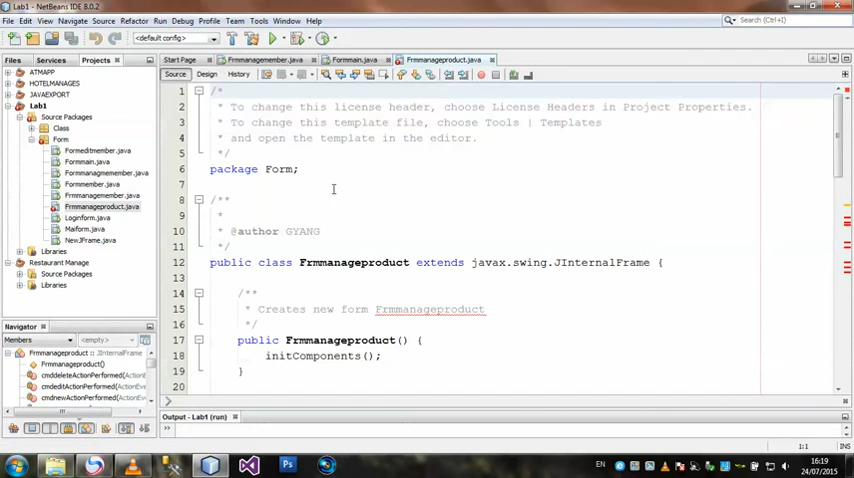 Lab1 - NetBeans IDE 8.0.2
File Edit View Navigate Source Refactor Run Debug Profile Team Tools Window Help
Search (Ctrl+I)
<default config>
Files Services Projects
Start Page Frmmanagemember.java Formmain.java Frmmanageproduct.java
Source Design History
ATMAPP
HOTELMANAGES
JAVAEXPORT
Lab1
Source Packages
Class
Form
Formeditmember.java
Formmain.java
Formmanagmemember.java
Formmember.java
Frmmanagemember.java
Frmmanageproduct.java
Loginform.java
Maiform.java
NewJFrame.java
Libraries
Restaurant Manage
Source Packages
Libraries
1 /*
2 * To change this license header, choose License Headers in Project Properties.
3 * To change this template file, choose Tools | Templates
4 * and open the template in the editor.
5 */
6 package Form;
7
8 /**
9 *
10 * @author GYANG
11 */
12 public class Frmmanageproduct extends javax.swing.JInternalFrame {
13
14 /**
15 * Creates new form Frmmanageproduct
16 */
17 public Frmmanageproduct() {
18 initComponents();
19 }
20
Navigator
Members <empty>
Frmmanageproduct :: JInternalFrame
Frmmanageproduct()
cmddeleteActionPerformed(ActionEve
cmdeditActionPerformed(ActionEvent
cmdnewActionPerformed(ActionEven
Output - Lab1 (run)
1:1 INS
EN
16:19
24/07/2015